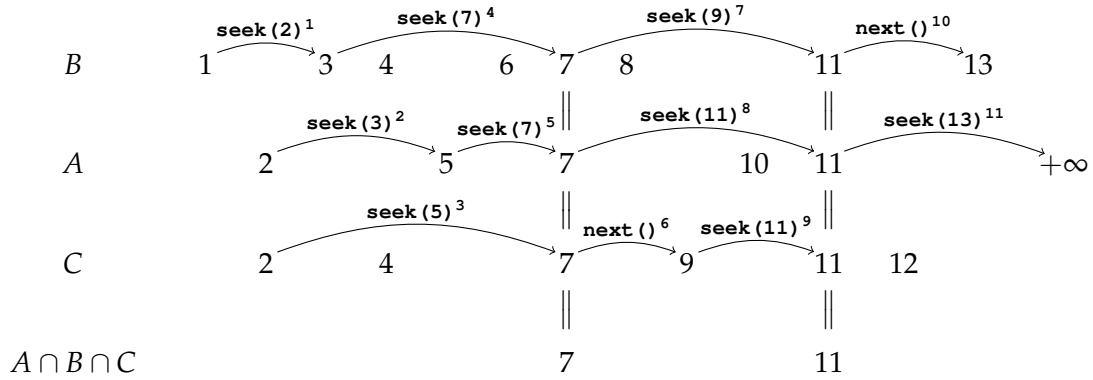 seek(2)¹ seek(7)⁴ seek(9)⁷ next()¹⁰
B 1 3 4 6 7 8 11 13
‖ ‖
seek(3)² seek(7)⁵ seek(11)⁸ seek(13)¹¹
A 2 5 7 10 11 +∞
‖ ‖
seek(5)³ next()⁶ seek(11)⁹
C 2 4 7 9 11 12
‖ ‖
A ∩ B ∩ C 7 11